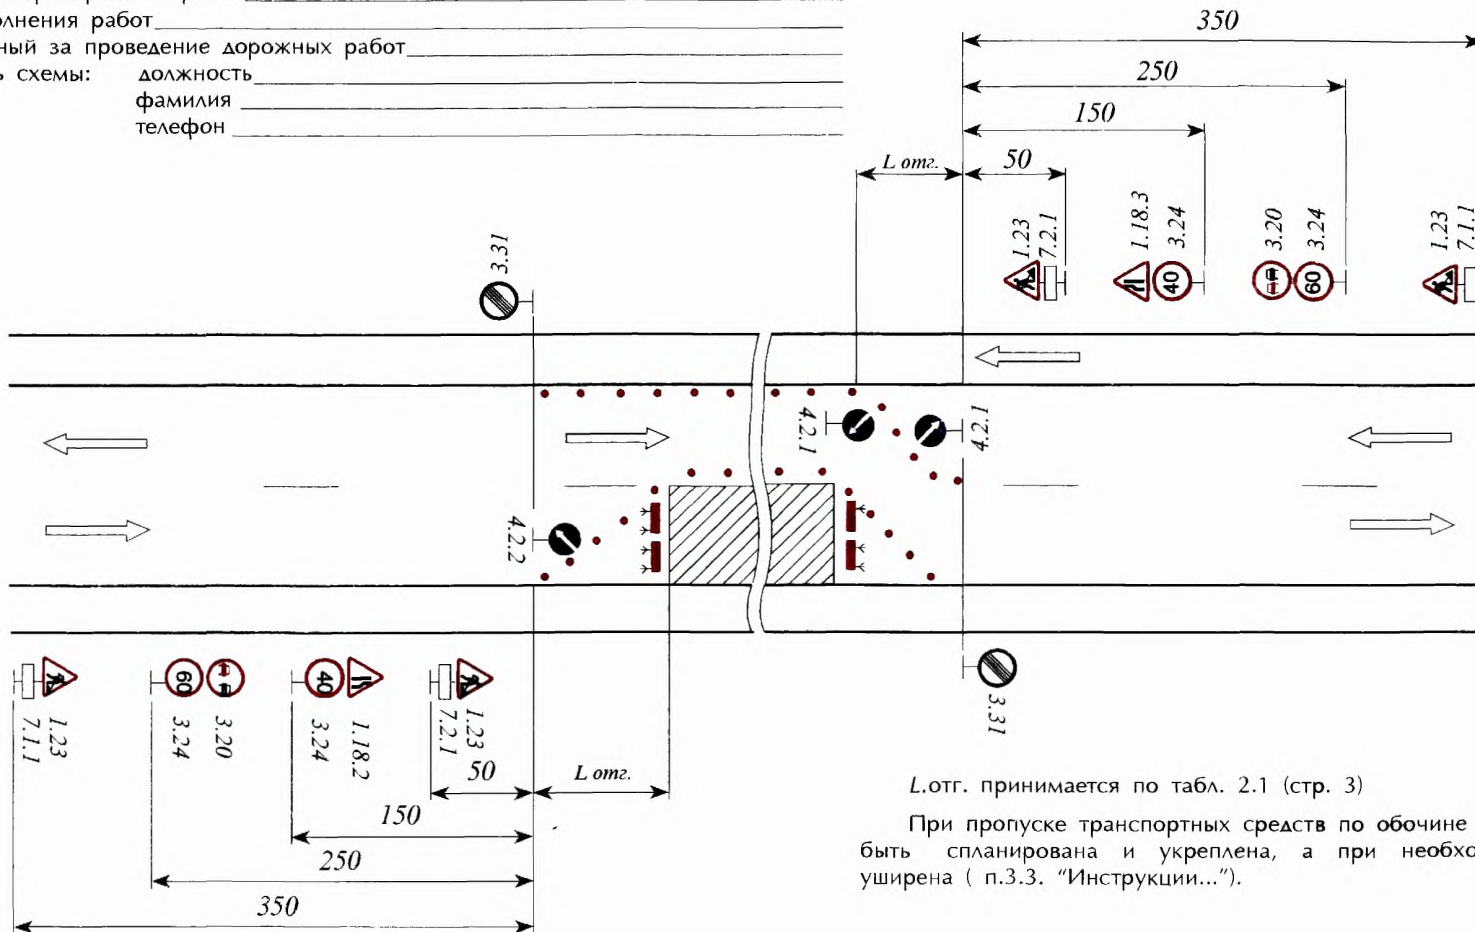 олнения работ
ный за проведение дорожных работ
ь схемы: должность
фамилия
телефон
350
250
150
L отг. 50
1.23
7.2.1
1.18.3
3.24
3.20
3.24
1.23
7.1.1
40
60
3.31
4.2.1
4.2.1
4.2.2
60
40
1.23
7.1.1
3.24
3.20
3.24
1.18.2
7.2.1
1.23
3.31
50
L отг.
150
250
350
L.отг. принимается по табл. 2.1 (стр. 3)
При пропуске транспортных средств по обочине
быть спланирована и укреплена, а при необхо
уширена ( п.3.3. "Инструкции...").